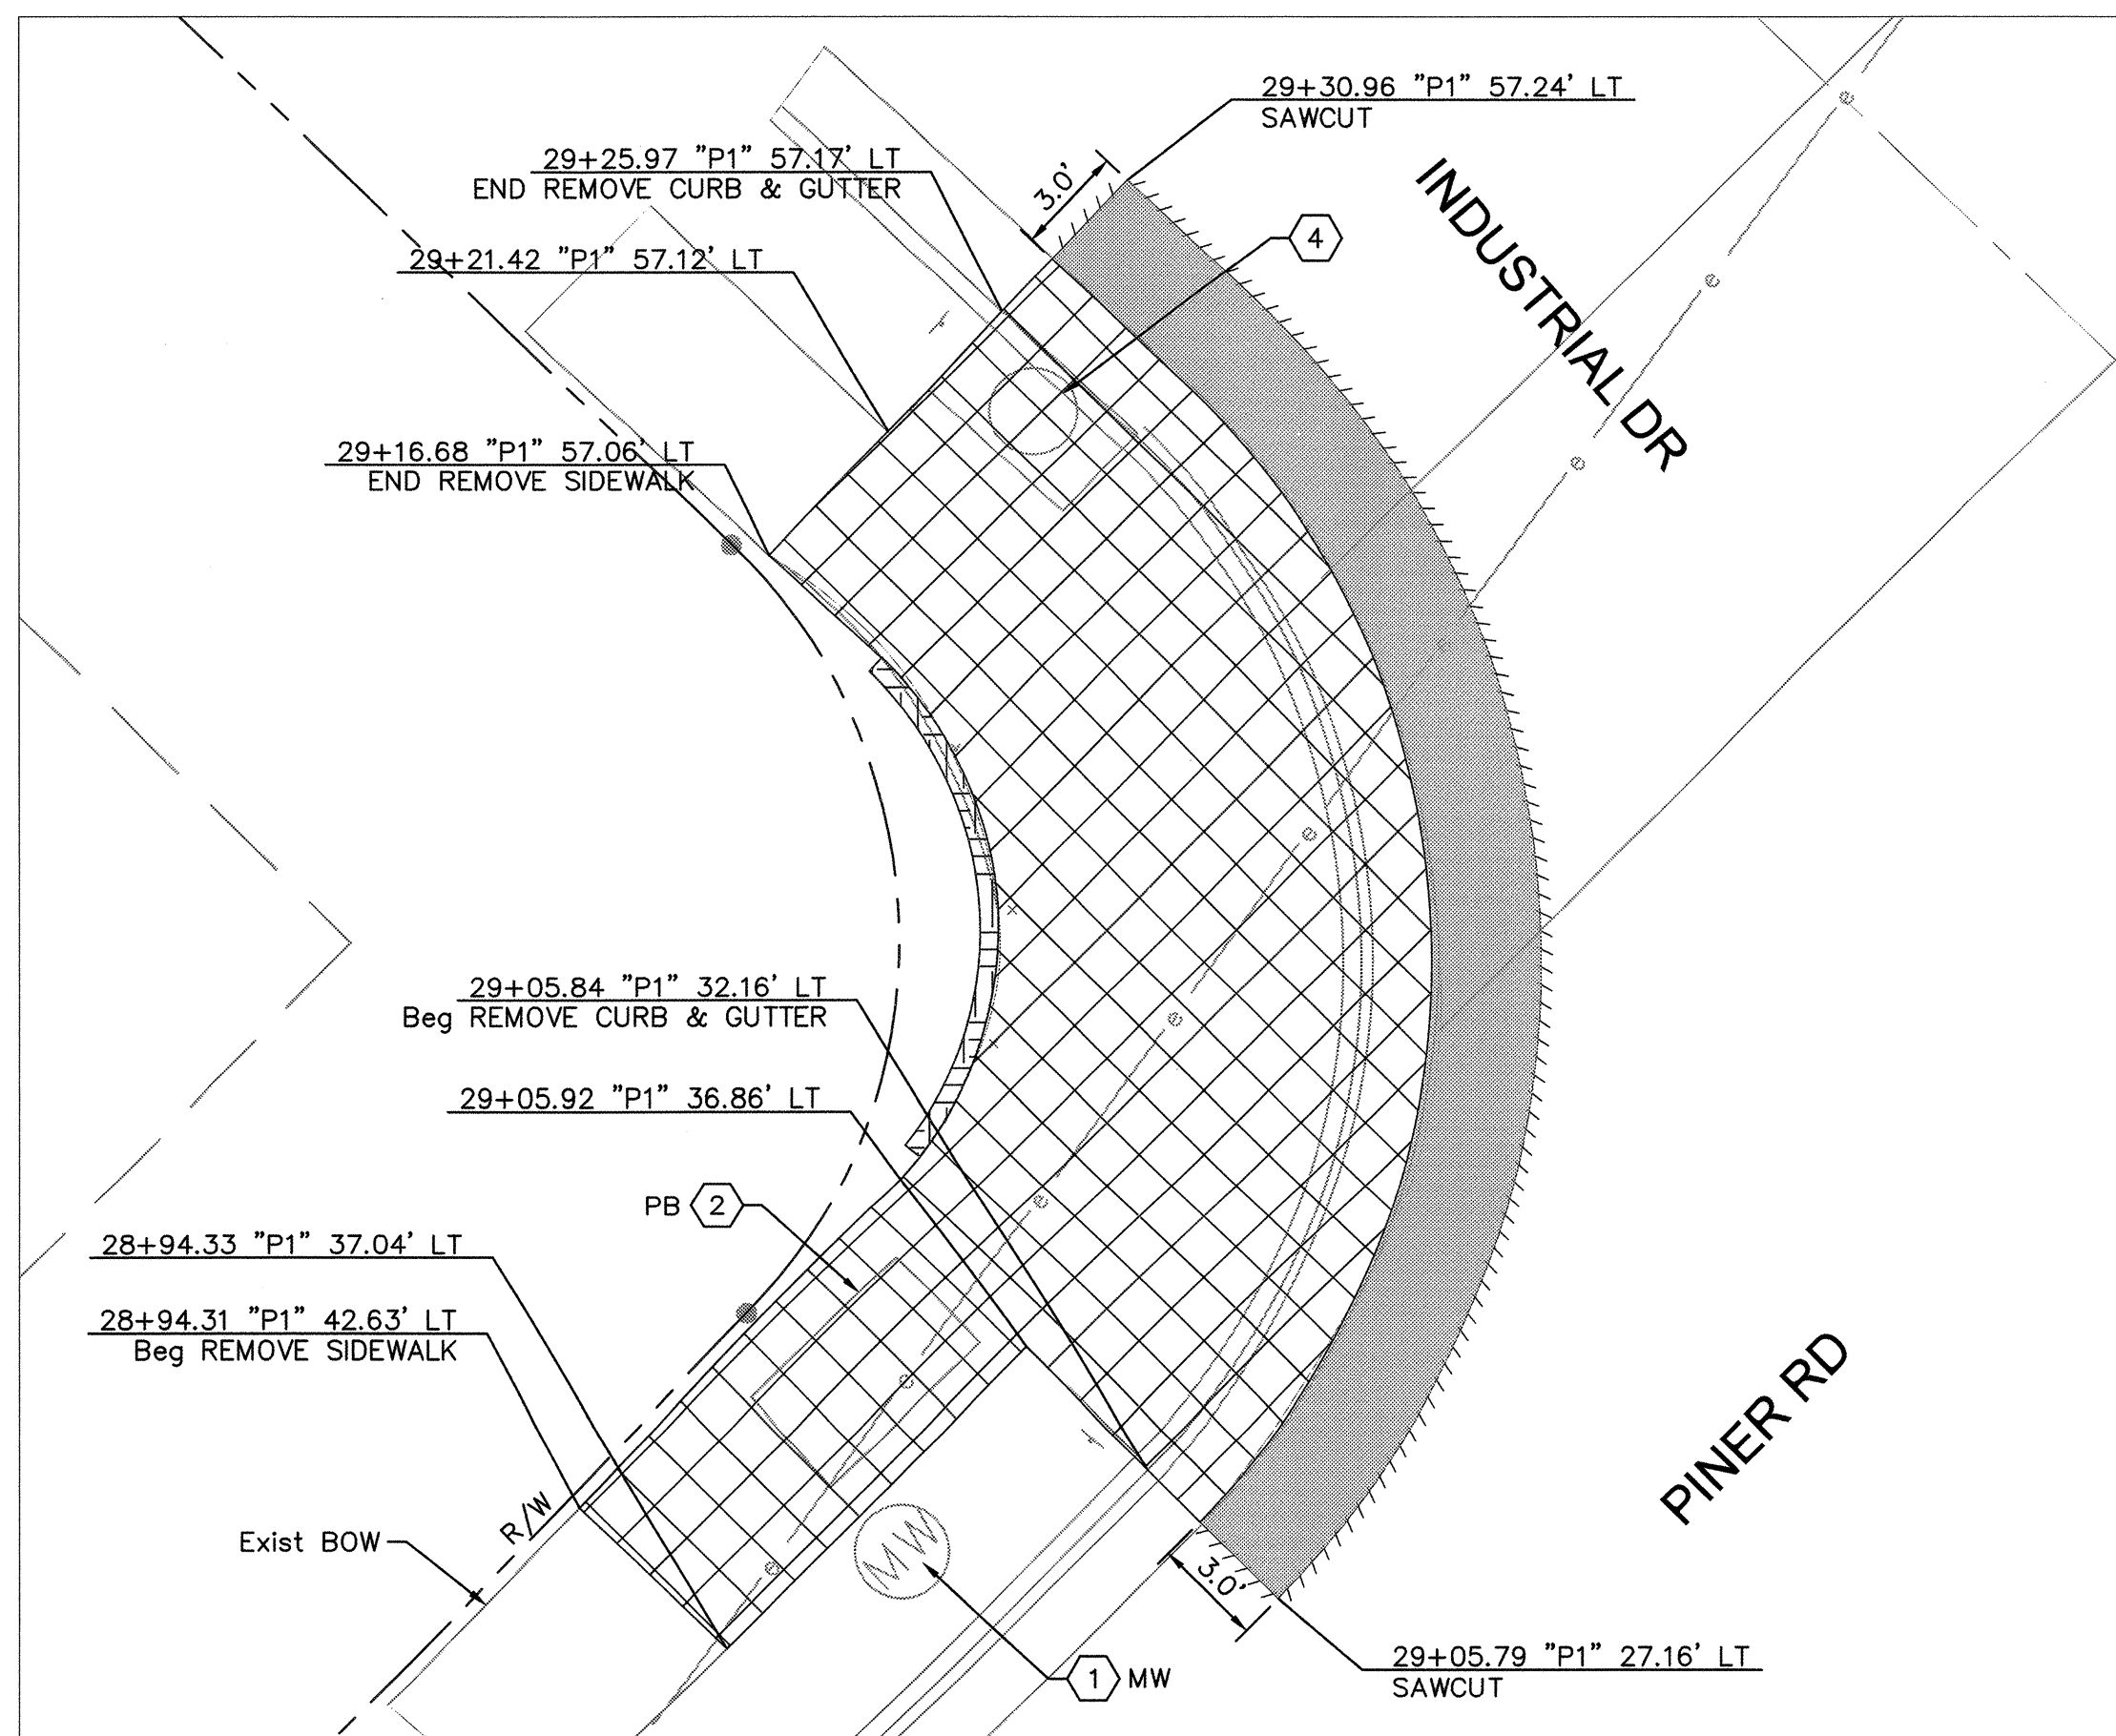 29+30.96 "P1" 57.24' LT
SAWCUT
29+25.97 "P1" 57.17' LT
END REMOVE CURB & GUTTER
3.0'
INDUSTRIAL DR
4
29+21.42 "P1" 57.12' LT
29+16.68 "P1" 57.06' LT
END REMOVE SIDEWALK
29+05.84 "P1" 32.16' LT
Beg REMOVE CURB & GUTTER
29+05.92 "P1" 36.86' LT
PB 2
28+94.33 "P1" 37.04' LT
28+94.31 "P1" 42.63' LT
Beg REMOVE SIDEWALK
PINER RD
R/W
Exist BOW
MW
3.0'
1 MW
29+05.79 "P1" 27.16' LT
SAWCUT
e
e
e
e
e
e
e
e
e